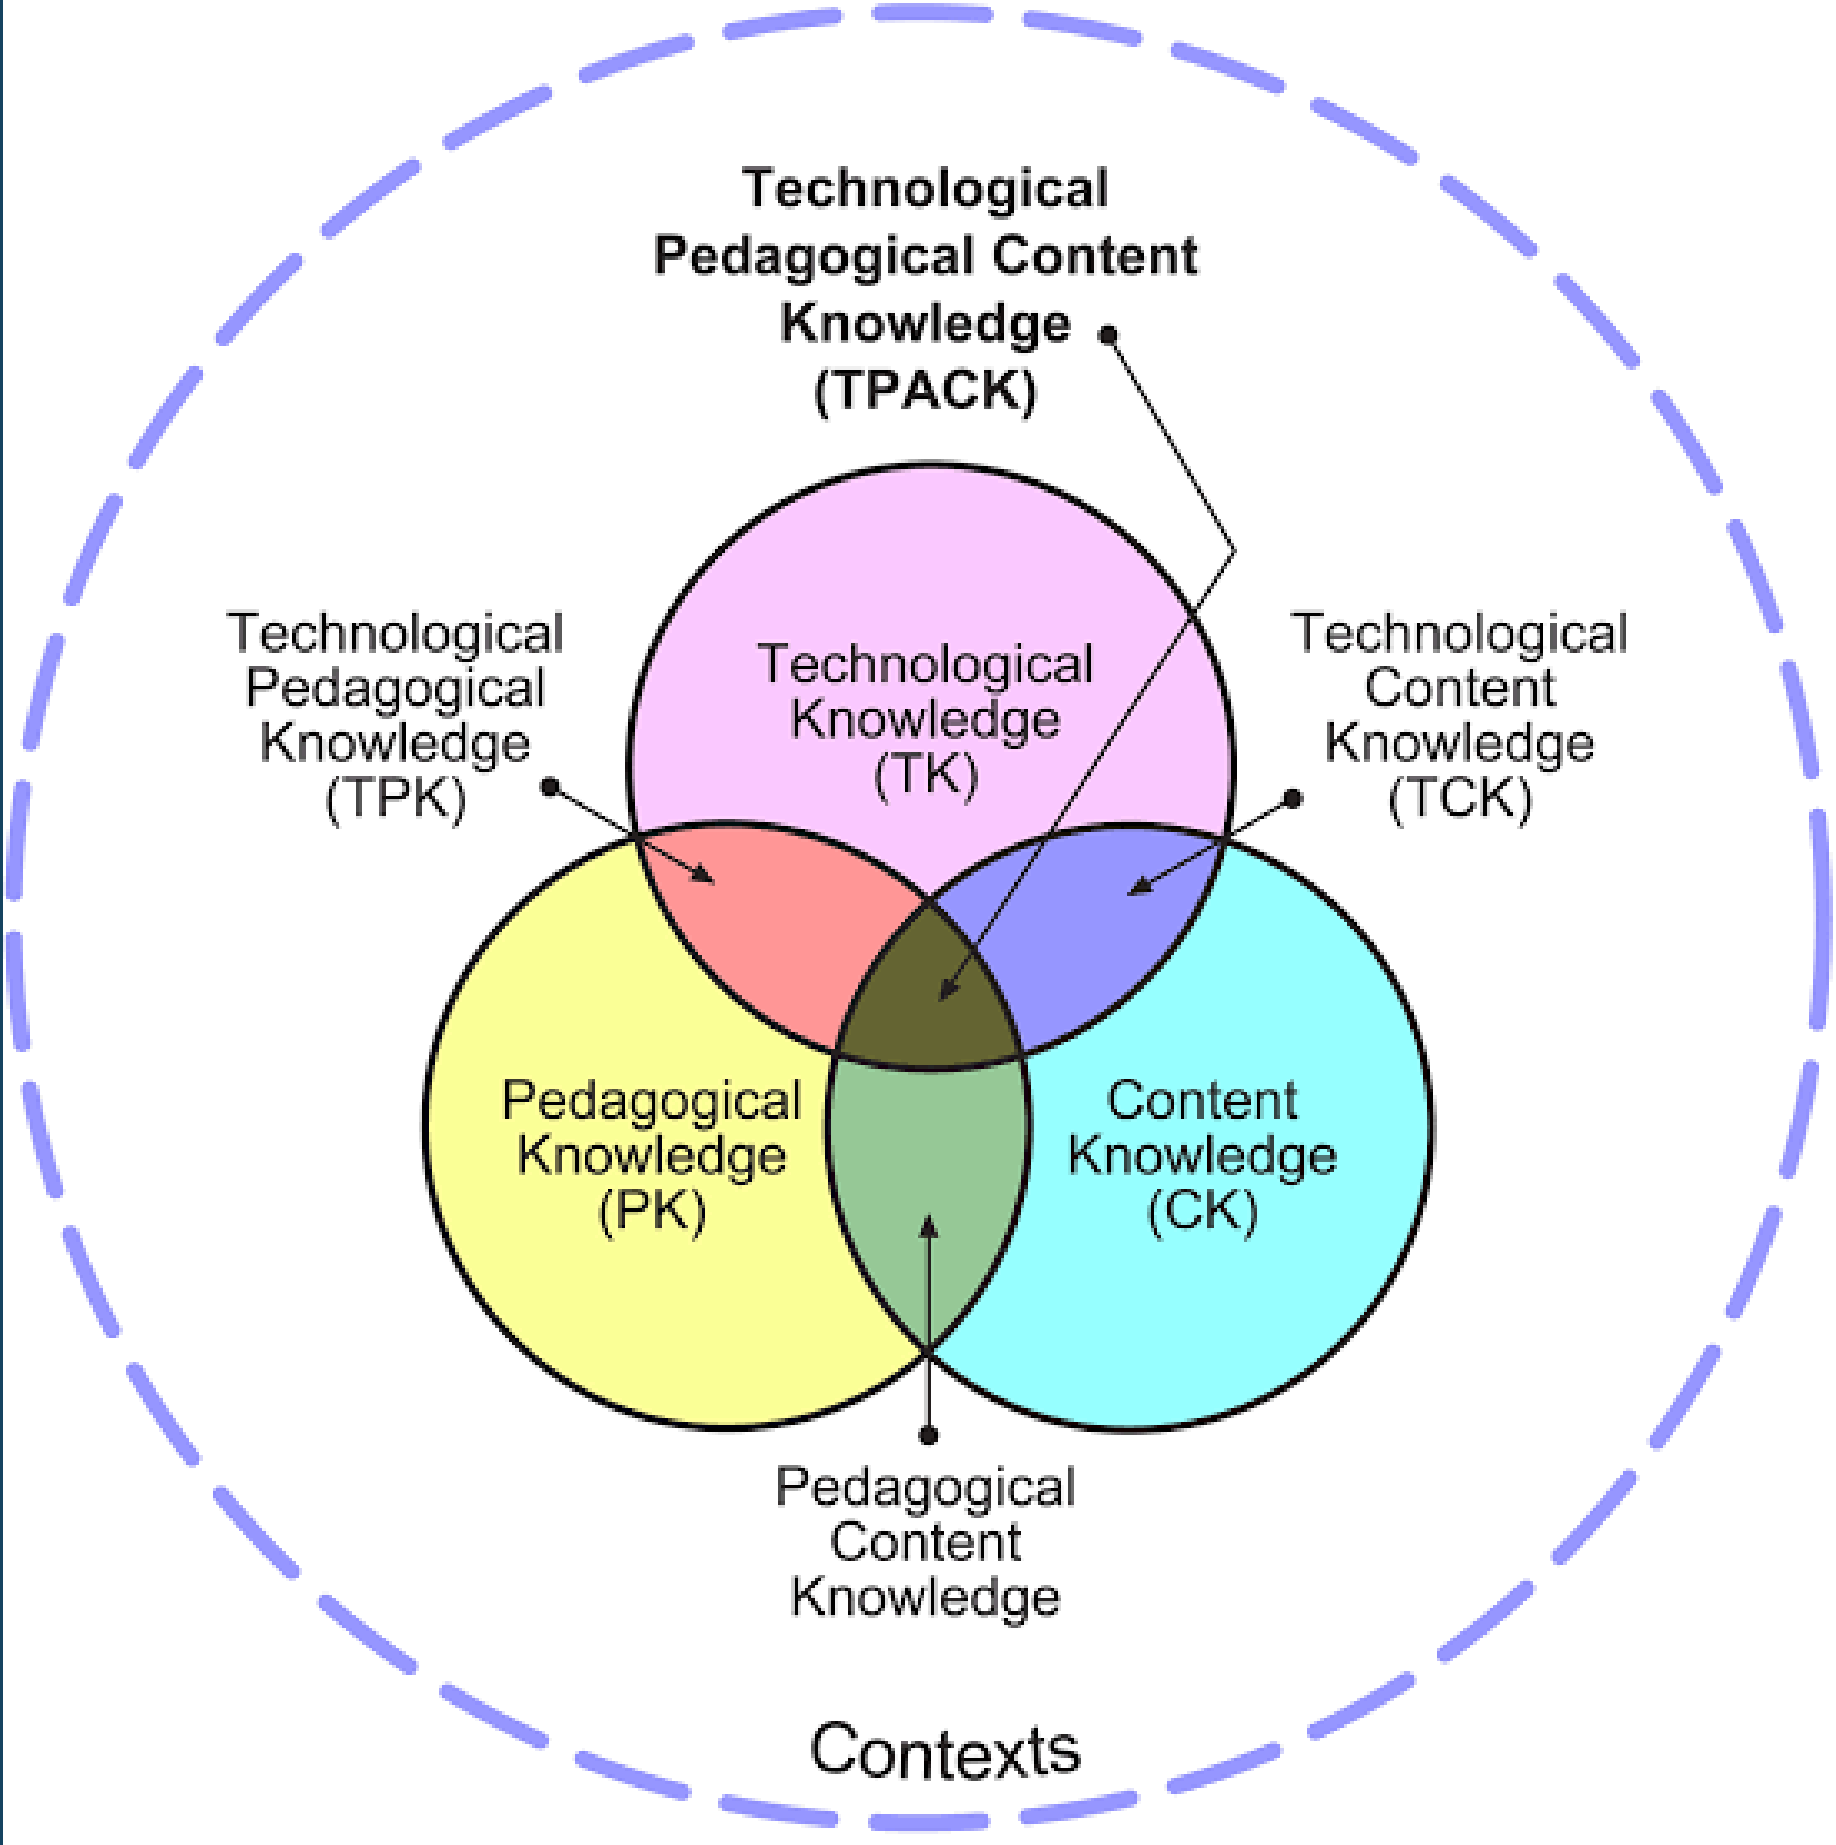 Technological
Pedagogical Content
Knowledge
(TPACK)
Technological
Pedagogical
Knowledge
(TPK)
Technological
Knowledge
(TK)
Technological
Content
Knowledge
(TCK)
Pedagogical
Knowledge
(PK)
Content
Knowledge
(CK)
Pedagogical
Content
Knowledge
Contexts